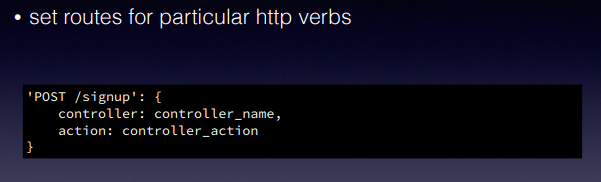 • set routes for particular http verbs
'POST /signup': {
    controller: controller_name,
    action: controller_action
}